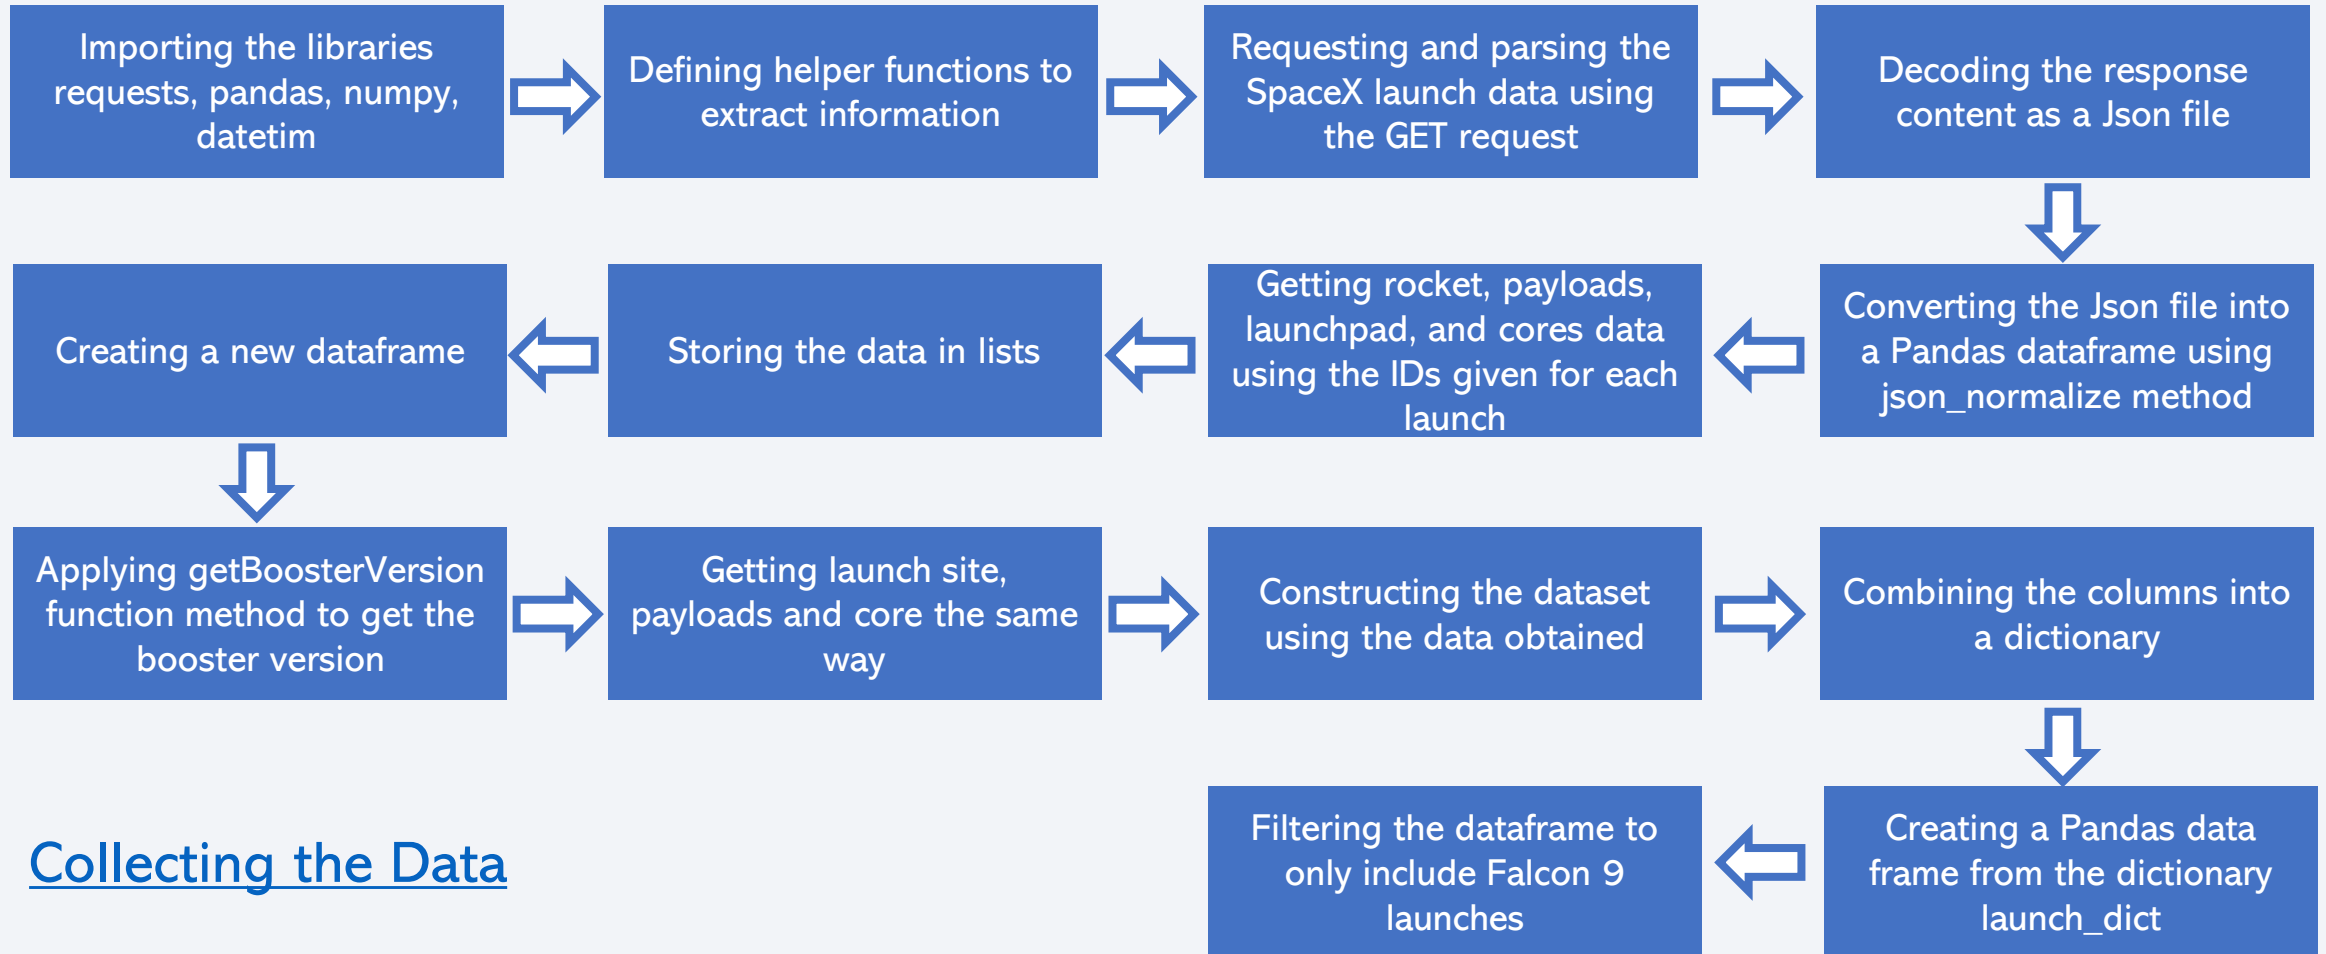 Importing the libraries
requests, pandas, numpy,
datetim
Defining helper functions to
extract information
Requesting and parsing the
SpaceX launch data using
the GET request
Decoding the response
content as a Json file
Converting the Json file into
a Pandas dataframe using
json_normalize method
Getting rocket, payloads,
launchpad, and cores data
using the IDs given for each
launch
Storing the data in lists
Creating a new dataframe
Applying getBoosterVersion
function method to get the
booster version
Getting launch site,
payloads and core the same
way
Constructing the dataset
using the data obtained
Combining the columns into
a dictionary
Creating a Pandas data
frame from the dictionary
launch_dict
Filtering the dataframe to
only include Falcon 9
launches
Collecting the Data